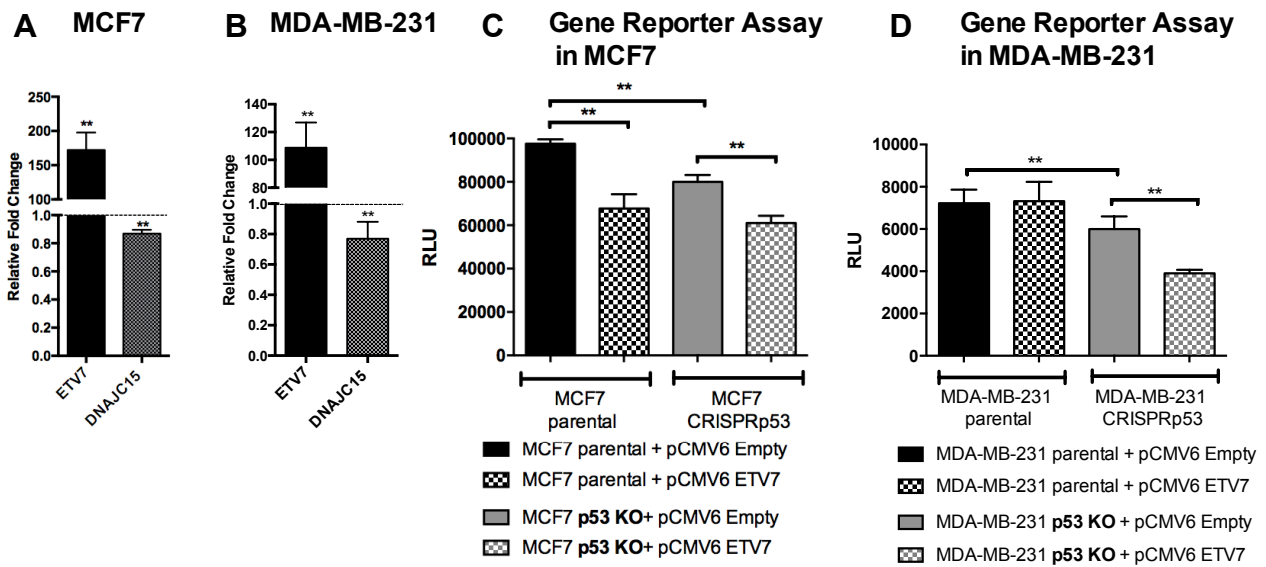 A MCF7
Relative Fold Change
250
200
150
100
1.0
0.8
0.6
0.4
0.2
0.0
**
**
ETV7
DNAJC15
B MDA-MB-231
Relative Fold Change
140
120
100
80
1.0
0.8
0.6
0.4
0.2
0.0
**
**
ETV7
DNAJC15
C Gene Reporter Assay
in MCF7
RLU
100000
80000
60000
40000
20000
0
**
**
**
MCF7
parental
MCF7
CRISPRp53
MCF7 parental + pCMV6 Empty
MCF7 parental + pCMV6 ETV7
MCF7 p53 KO+ pCMV6 Empty
MCF7 p53 KO+ pCMV6 ETV7
D Gene Reporter Assay
in MDA-MB-231
RLU
10000
8000
6000
4000
2000
0
**
**
MDA-MB-231
parental
MDA-MB-231
CRISPRp53
MDA-MB-231 parental + pCMV6 Empty
MDA-MB-231 parental + pCMV6 ETV7
MDA-MB-231 p53 KO + pCMV6 Empty
MDA-MB-231 p53 KO + pCMV6 ETV7